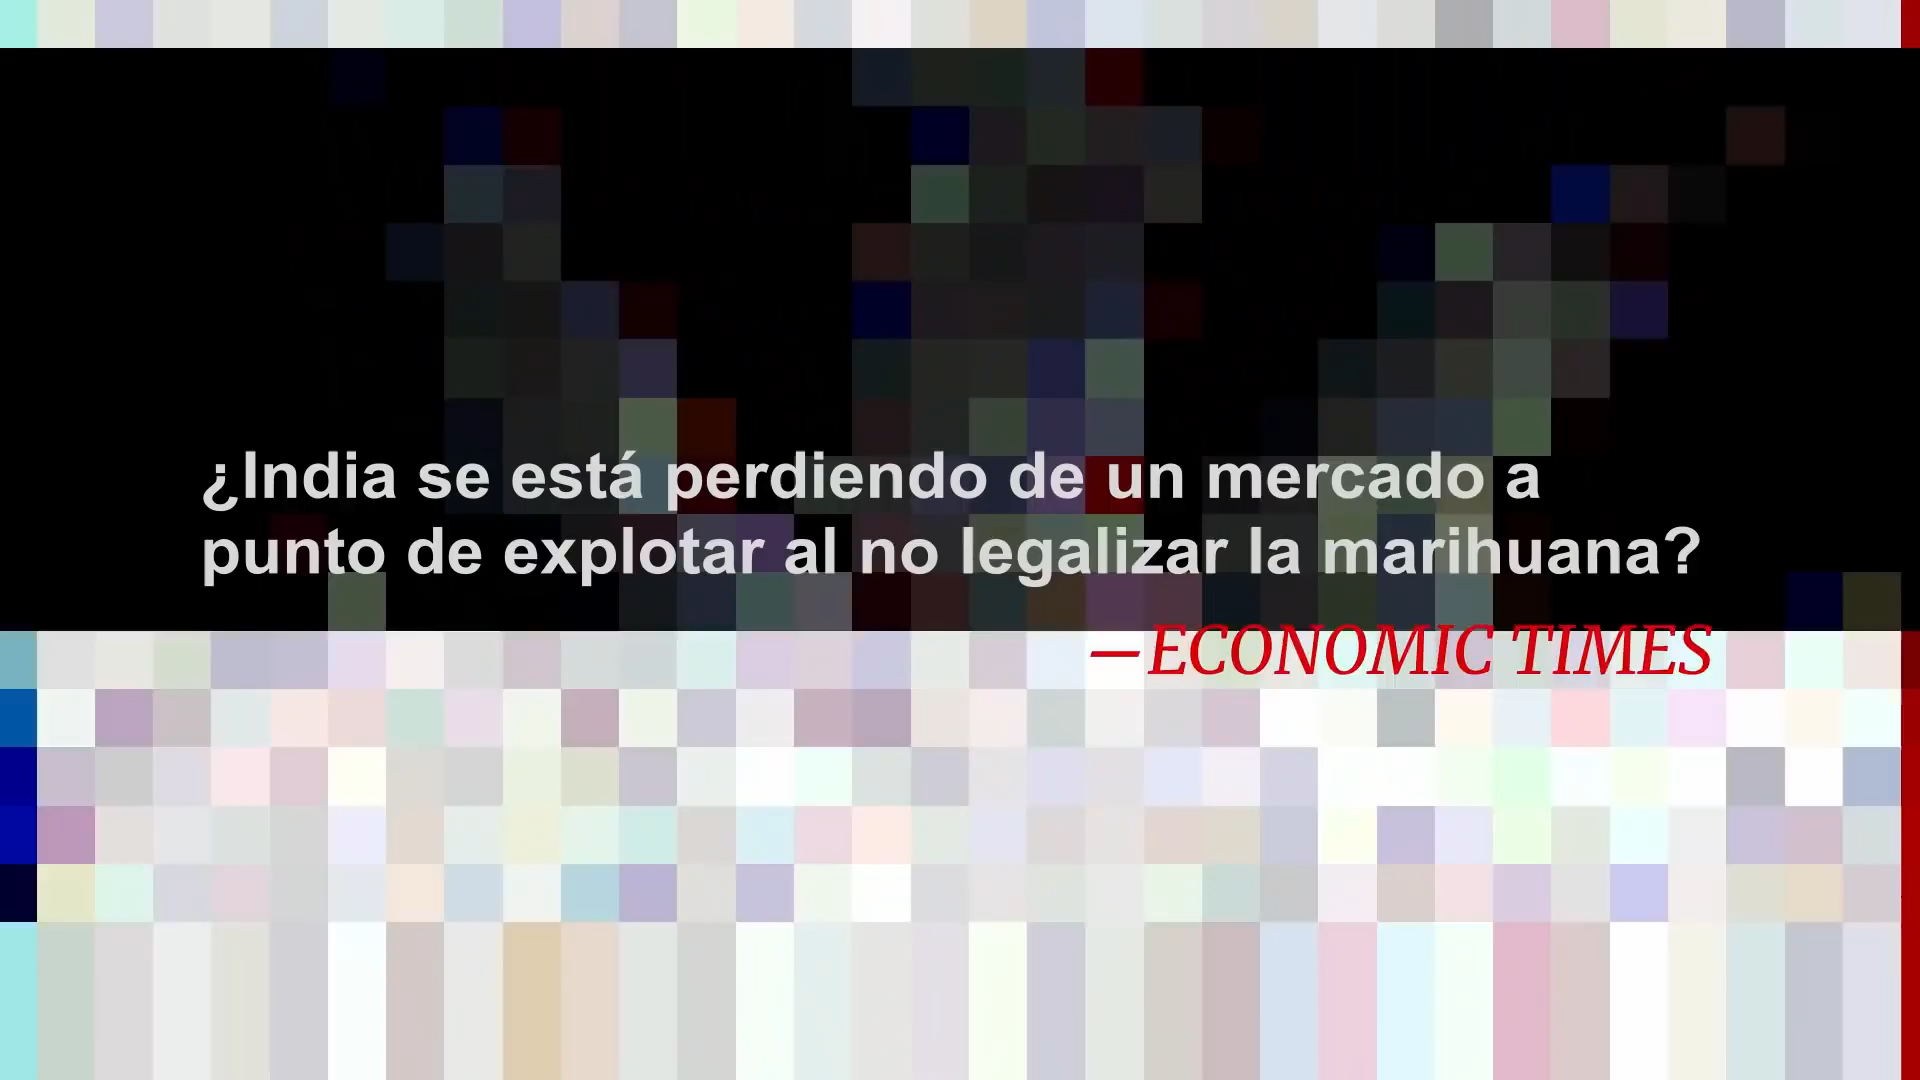 ¿India se está perdiendo de un mercado a
punto de explotar al no legalizar la marihuana?
—ECONOMIC TIMES